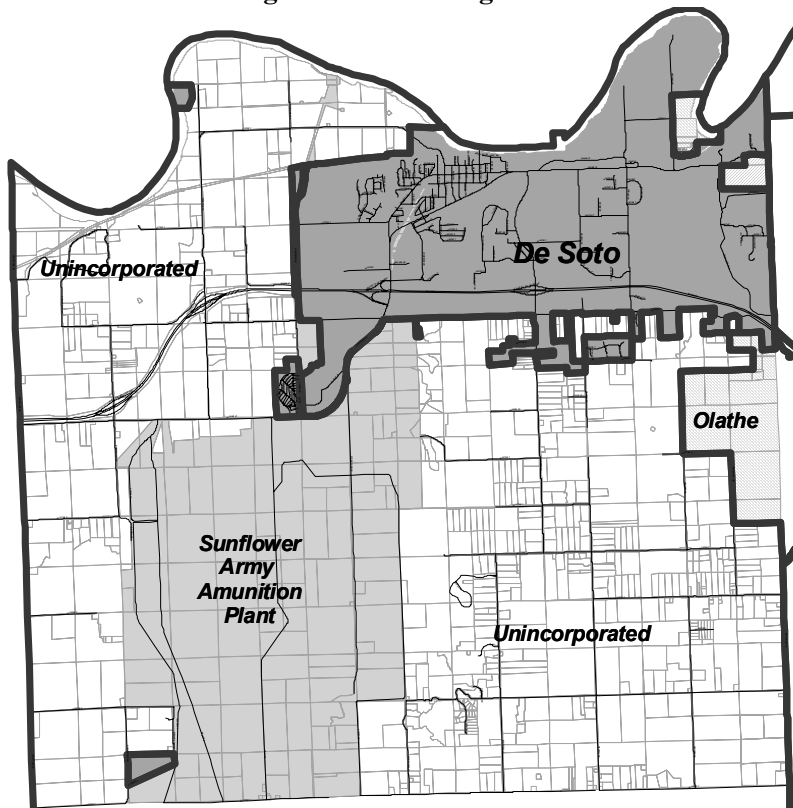 De Soto
Unincorporated
Olathe
Sunflower
Army
Amunition
Plant
Unincorporated